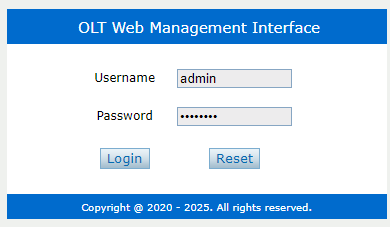 OLT Web Management Interface
Username admin
Password ••••••••
Login Reset
Copyright @ 2020 - 2025. All rights reserved.